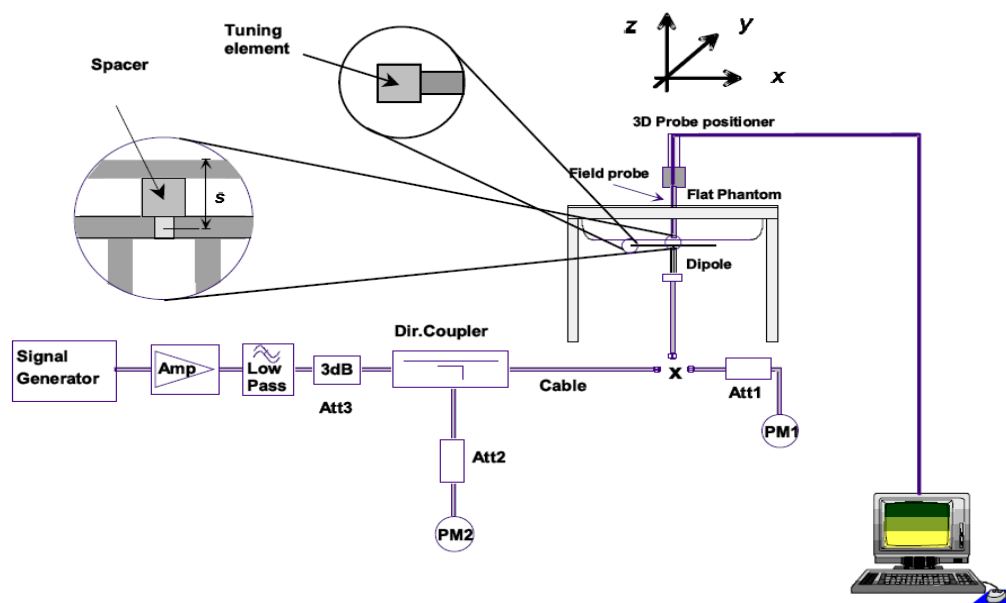 Tuning
element
Spacer
s
z
y
x
3D Probe positioner
Field probe
Flat Phantom
Dipole
Dir.Coupler
Signal
Generator
Amp
Low
Pass
3dB
Att3
Cable
x
Att1
PM1
Att2
PM2